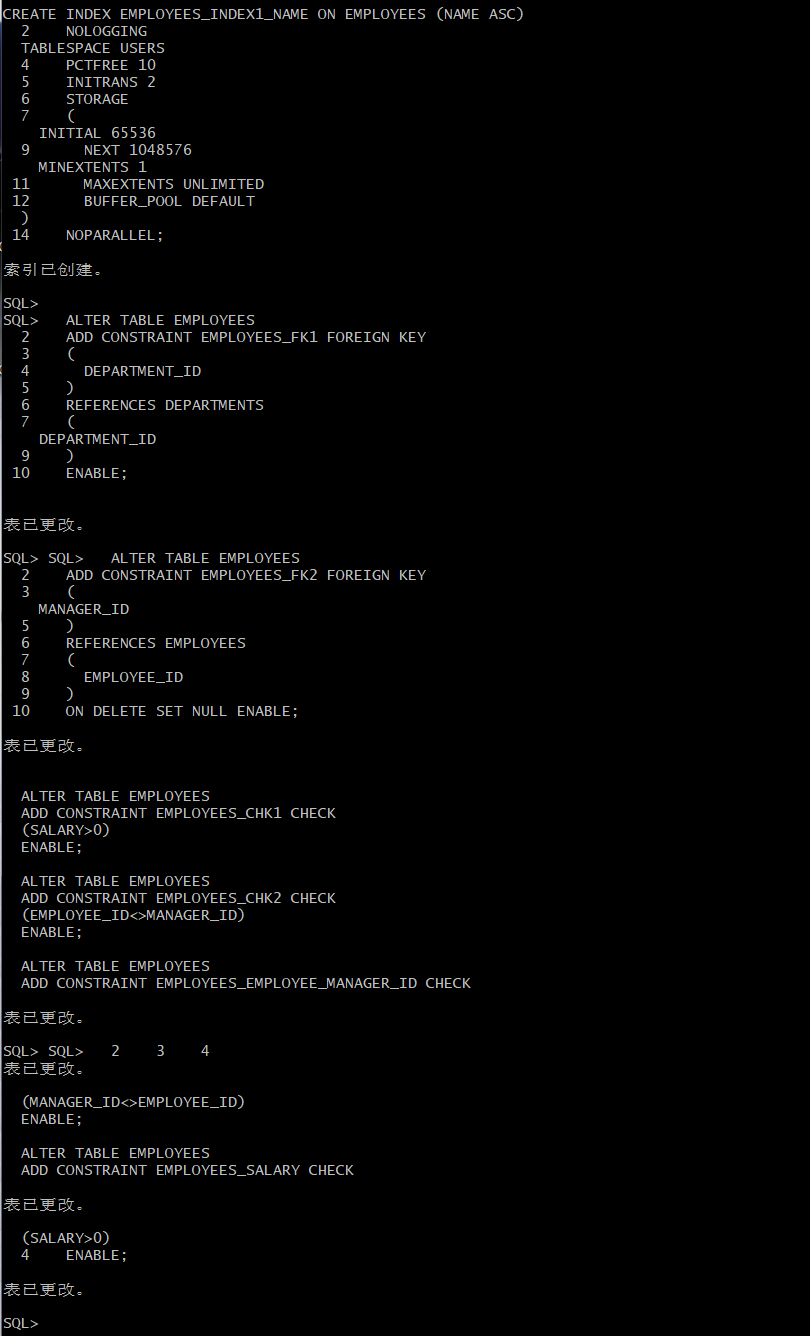 CREATE INDEX EMPLOYEES_INDEX1_NAME ON EMPLOYEES (NAME ASC)
  2    NOLOGGING
  TABLESPACE USERS
  4    PCTFREE 10
  5    INITRANS 2
  6    STORAGE
  7    (
    INITIAL 65536
  9      NEXT 1048576
    MINEXTENTS 1
 11      MAXEXTENTS UNLIMITED
 12      BUFFER_POOL DEFAULT
  )
 14    NOPARALLEL;
索引已创建。
SQL>
SQL>   ALTER TABLE EMPLOYEES
  2    ADD CONSTRAINT EMPLOYEES_FK1 FOREIGN KEY
  3    (
  4      DEPARTMENT_ID
  5    )
  6    REFERENCES DEPARTMENTS
  7    (
    DEPARTMENT_ID
  9    )
 10    ENABLE;
表已更改。
SQL> SQL>   ALTER TABLE EMPLOYEES
  2    ADD CONSTRAINT EMPLOYEES_FK2 FOREIGN KEY
  3    (
    MANAGER_ID
  5    )
  6    REFERENCES EMPLOYEES
  7    (
  8      EMPLOYEE_ID
  9    )
 10    ON DELETE SET NULL ENABLE;
表已更改。
  ALTER TABLE EMPLOYEES
  ADD CONSTRAINT EMPLOYEES_CHK1 CHECK
  (SALARY>0)
  ENABLE;
  ALTER TABLE EMPLOYEES
  ADD CONSTRAINT EMPLOYEES_CHK2 CHECK
  (EMPLOYEE_ID<>MANAGER_ID)
  ENABLE;
  ALTER TABLE EMPLOYEES
  ADD CONSTRAINT EMPLOYEES_EMPLOYEE_MANAGER_ID CHECK
表已更改。
SQL> SQL>   2    3    4
表已更改。
  (MANAGER_ID<>EMPLOYEE_ID)
  ENABLE;
  ALTER TABLE EMPLOYEES
  ADD CONSTRAINT EMPLOYEES_SALARY CHECK
表已更改。
  (SALARY>0)
  4    ENABLE;
表已更改。
SQL>